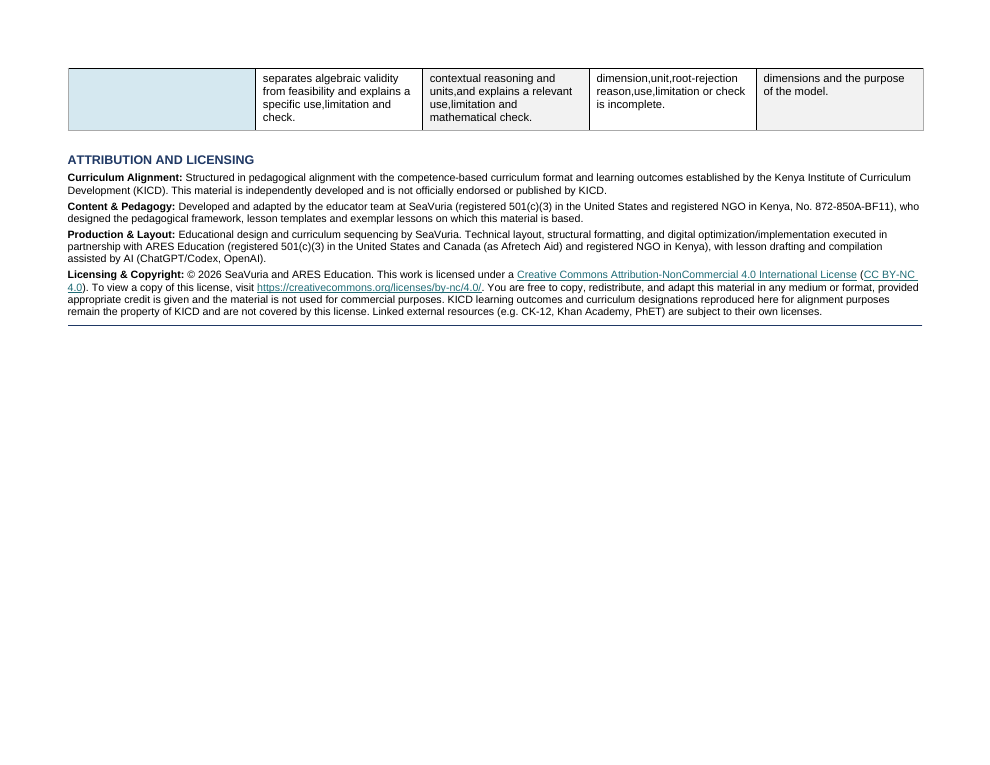 separates algebraic validity
from feasibility and explains a
specific use,limitation and
check.
contextual reasoning and
units,and explains a relevant
use,limitation and
mathematical check.
dimension,unit,root-rejection
reason,use,limitation or check
is incomplete.
dimensions and the purpose
of the model.
ATTRIBUTION AND LICENSING
Curriculum Alignment: Structured in pedagogical alignment with the competence-based curriculum format and learning outcomes established by the Kenya Institute of Curriculum
Development (KICD). This material is independently developed and is not officially endorsed or published by KICD.
Content & Pedagogy: Developed and adapted by the educator team at SeaVuria (registered 501(c)(3) in the United States and registered NGO in Kenya, No. 872-850A-BF11), who
designed the pedagogical framework, lesson templates and exemplar lessons on which this material is based.
Production & Layout: Educational design and curriculum sequencing by SeaVuria. Technical layout, structural formatting, and digital optimization/implementation executed in
partnership with ARES Education (registered 501(c)(3) in the United States and Canada (as Afretech Aid) and registered NGO in Kenya), with lesson drafting and compilation
assisted by AI (ChatGPT/Codex, OpenAI).
Licensing & Copyright: © 2026 SeaVuria and ARES Education. This work is licensed under a Creative Commons Attribution-NonCommercial 4.0 International License (CC BY-NC
4.0). To view a copy of this license, visit https://creativecommons.org/licenses/by-nc/4.0/. You are free to copy, redistribute, and adapt this material in any medium or format, provided
appropriate credit is given and the material is not used for commercial purposes. KICD learning outcomes and curriculum designations reproduced here for alignment purposes
remain the property of KICD and are not covered by this license. Linked external resources (e.g. CK-12, Khan Academy, PhET) are subject to their own licenses.